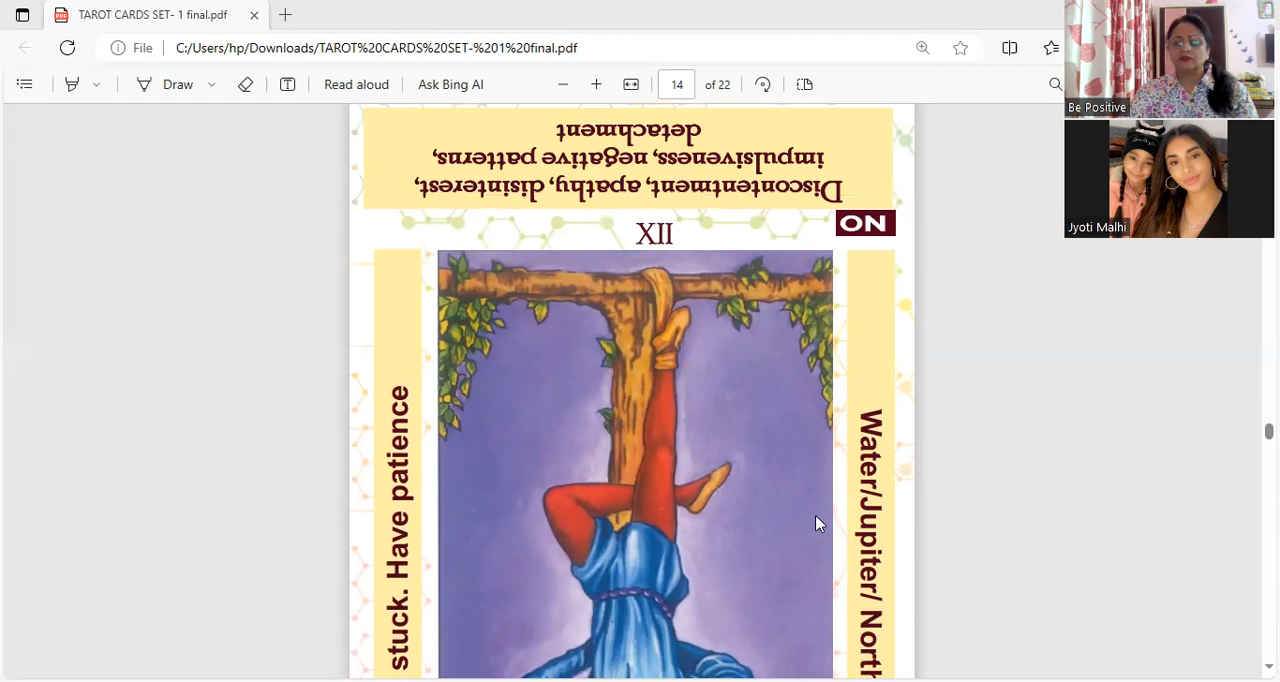 TAROT CARDS SET- 1 final.pdf
File
C:/Users/hp/Downloads/TAROT%20CARDS%20SET-%201%20final.pdf
Draw
Read aloud
Ask Bing AI
14
of 22
Be Positive
Jyoti Malhi
Discontentment, apathy, disinterest,
impulsiveness, negative patterns,
detachment
NO
XII
stuck. Have patience
Water/Jupiter/ North